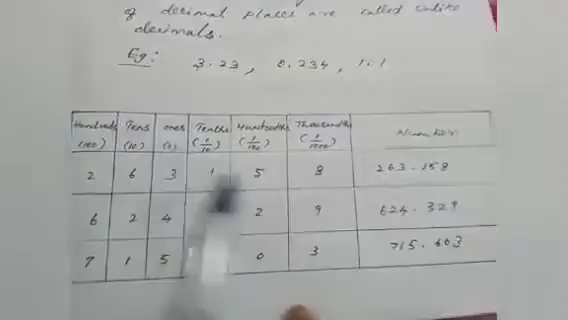 of decimal places are called unlike
decimals.
Eg: 3.23, 0.234, 1.1
Hundreds (100) Tens (10) ones (1) Tenths (1/10) Hundredths (1/100) Thousandths (1/1000) Number
2 6 3 1 5 8 263.158
6 2 4 2 9 624.329
7 1 5 0 3 715.603